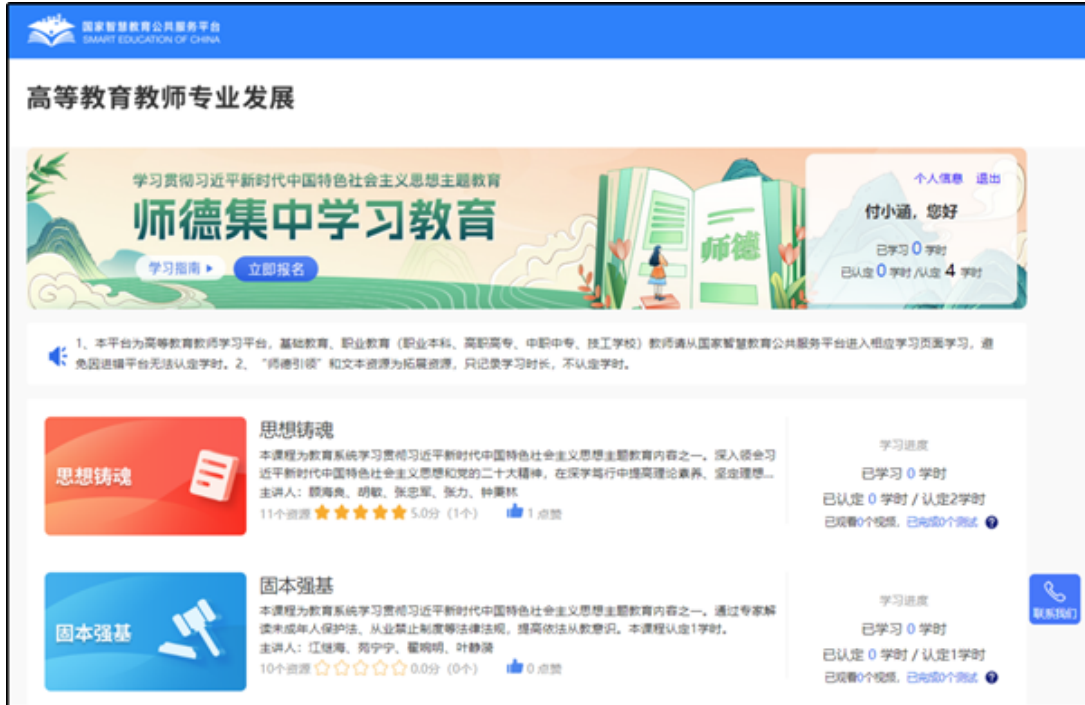 国家智慧教育公共服务平台
SMART EDUCATION OF CHINA
高等教育教师专业发展
学习贯彻习近平新时代中国特色社会主义思想主题教育
师德集中学习教育
学习指南
立即报名
师德
个人信息 退出
付小涵，您好
已学习 0 学时
已认定 0 学时 /认定 4 学时
1、本平台为高等教育教师学习平台，基础教育、职业教育（职业本科、高职高专、中职中专、技工学校）教师请从国家智慧教育公共服务平台进入相应学习页面学习，避
免因进错平台无法认定学时。2、“师德引领”和文本资源为拓展资源，只记录学习时长，不认定学时。
思想铸魂
思想铸魂
本课程为教育系统学习贯彻习近平新时代中国特色社会主义思想主题教育内容之一。深入领会习
近平新时代中国特色社会主义思想和党的二十大精神，在深学笃行中提高理论素养、坚定理想...
主讲人：顾海良、胡敏、张忠军、张力、钟秉林
11个资源 5.0分（1个） 1 点赞
学习进度
已学习 0 学时
已认定 0 学时 / 认定2学时
已观看0个视频，已完成0个测试
固本强基
固本强基
本课程为教育系统学习贯彻习近平新时代中国特色社会主义思想主题教育内容之一。通过专家解
读未成年人保护法、从业禁止制度等法律法规，提高依法从教意识。本课程认定1学时。
主讲人：江继海、苑宁宁、翟婉明、叶静漪
10个资源 0.0分（0个） 0 点赞
学习进度
已学习 0 学时
已认定 0 学时 / 认定1学时
已观看0个视频，已完成0个测试
联系我们